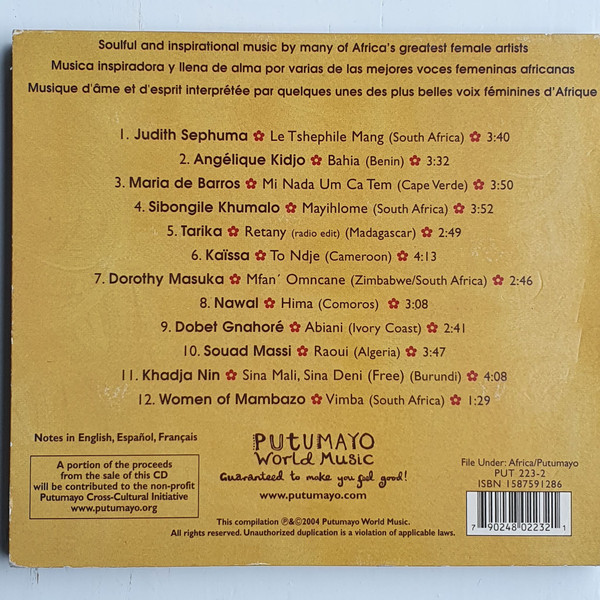 Soulful and inspirational music by many of Africa's greatest female artists
Musica inspiradora y llena de alma por varias de las mejores voces femeninas africanas
Musique d'âme et d'esprit interprétée par quelques unes des plus belles voix féminines d'Afrique
1. Judith Sephuma ✿ Le Tshephile Mang (South Africa) ✿ 3:40
2. Angélique Kidjo ✿ Bahia (Benin) ✿ 3:32
3. Maria de Barros ✿ Mi Nada Um Ca Tem (Cape Verde) ✿ 3:50
4. Sibongile Khumalo ✿ Mayihlome (South Africa) ✿ 3:52
5. Tarika ✿ Retany (radio edit) (Madagascar) ✿ 2:49
6. Kaïssa ✿ To Ndje (Cameroon) ✿ 4:13
7. Dorothy Masuka ✿ Mfan´ Omncane (Zimbabwe/South Africa) ✿ 2:46
8. Nawal ✿ Hima (Comoros) ✿ 3:08
9. Dobet Gnahoré ✿ Abiani (Ivory Coast) ✿ 2:41
10. Souad Massi ✿ Raoui (Algeria) ✿ 3:47
11. Khadja Nin ✿ Sina Mali, Sina Deni (Free) (Burundi) ✿ 4:08
12. Women of Mambazo ✿ Vimba (South Africa) ✿ 1:29
Notes in English, Español, Français
A portion of the proceeds
from the sale of this CD
will be contributed to the non-profit
Putumayo Cross-Cultural Initiative
www.putumayo.org
PUTUMAYO
World Music
Guaranteed to make you feel good!
www.putumayo.com
File Under: Africa/Putumayo
PUT 223-2
ISBN 1587591286
7 90248 02232 1
This compilation ℗&©2004 Putumayo World Music.
All rights reserved. Unauthorized duplication is a violation of applicable laws.